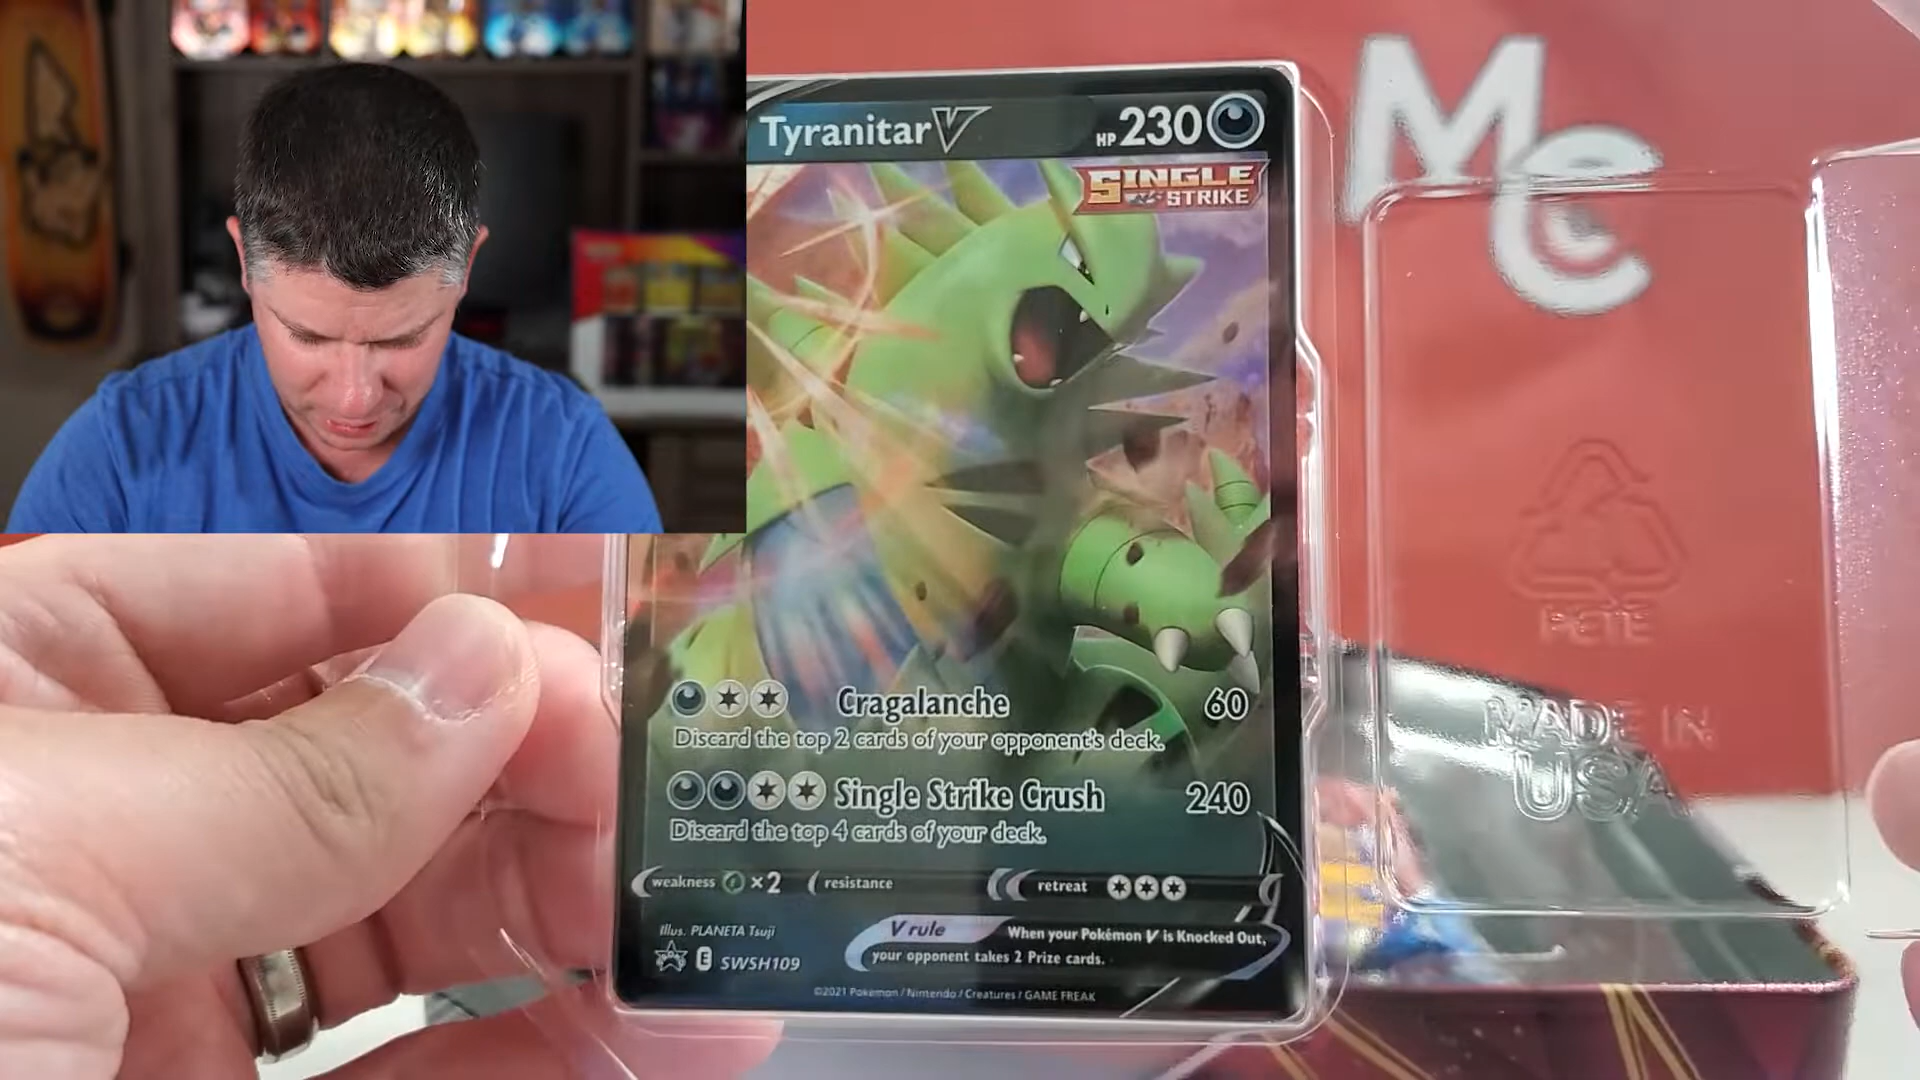 Mc
Tyranitar V HP 230
SINGLE
STRIKE
Cragalanche 60
Discard the top 2 cards of your opponent's deck.
Single Strike Crush 240
Discard the top 4 cards of your deck.
weakness ×2 resistance retreat
Illus. PLANETA Tsuji
V rule When your Pokémon V is Knocked Out,
your opponent takes 2 Prize cards.
E SWSH109
©2021 Pokémon / Nintendo / Creatures / GAME FREAK
PETE
MADE IN
USA